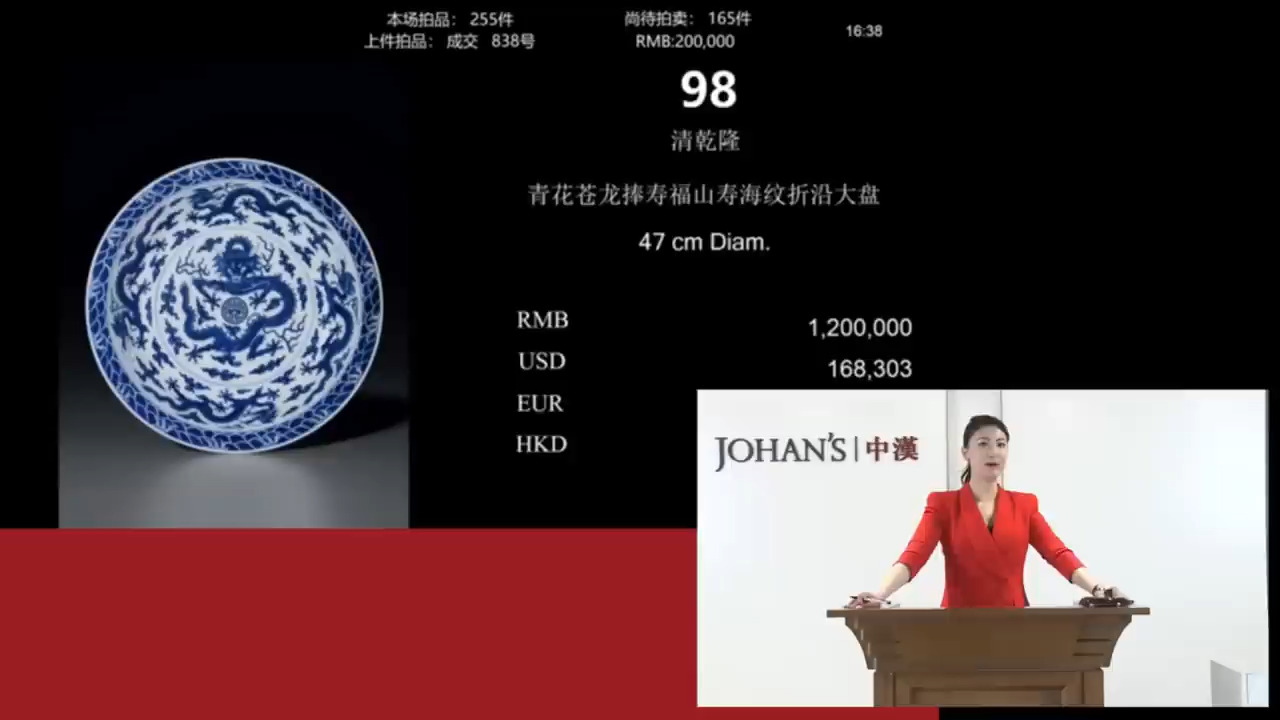 本场拍品： 255件
尚待拍卖： 165件
上件拍品： 成交 838号
RMB:200,000
16:38
98
清乾隆
青花苍龙捧寿福山寿海纹折沿大盘
47 cm Diam.
RMB 1,200,000
USD 168,303
EUR
HKD
JOHAN'S | 中漢